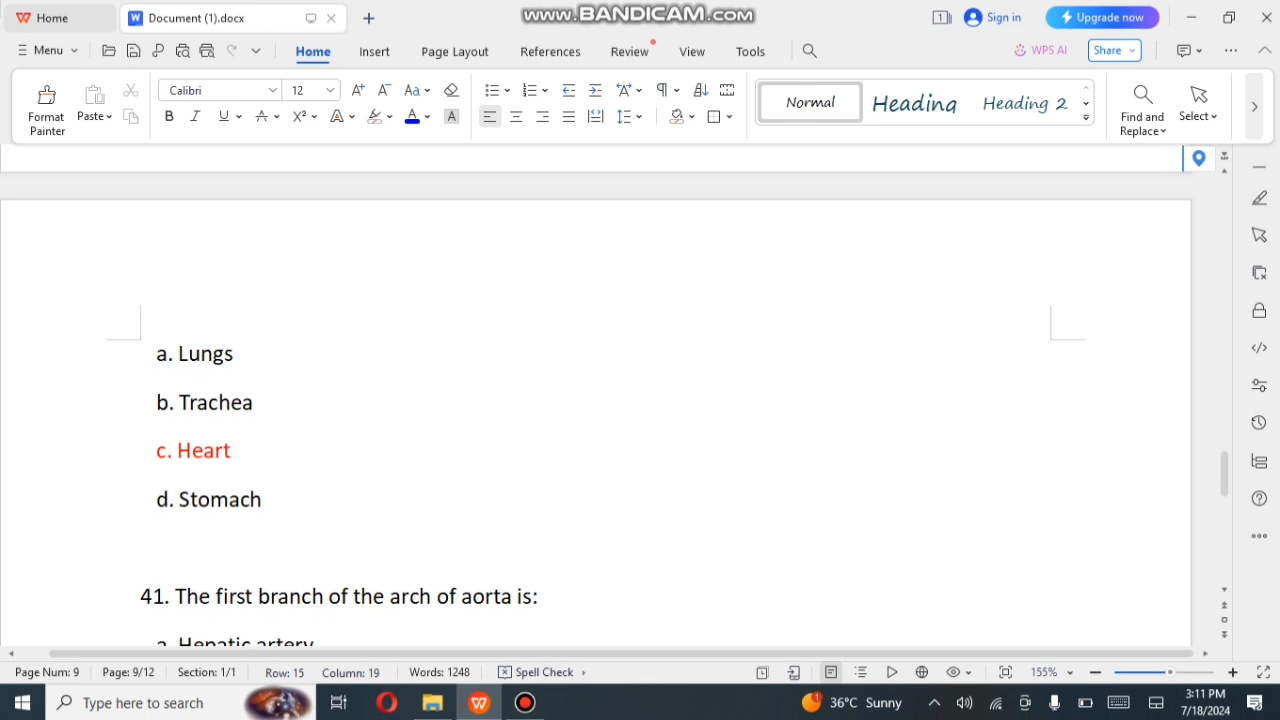 Home
Document (1).docx
www.BANDICAM.com
Sign in
Upgrade now
Menu
Home
Insert
Page Layout
References
Review
View
Tools
WPS AI
Share
Format Painter
Paste
Calibri
12
Normal
Heading
Heading 2
Find and Replace
Select
a. Lungs
b. Trachea
c. Heart
d. Stomach
41. The first branch of the arch of aorta is:
a. Hepatic artery
Page Num: 9
Page: 9/12
Section: 1/1
Row: 15
Column: 19
Words: 1248
Spell Check
155%
Type here to search
36°C Sunny
3:11 PM
7/18/2024